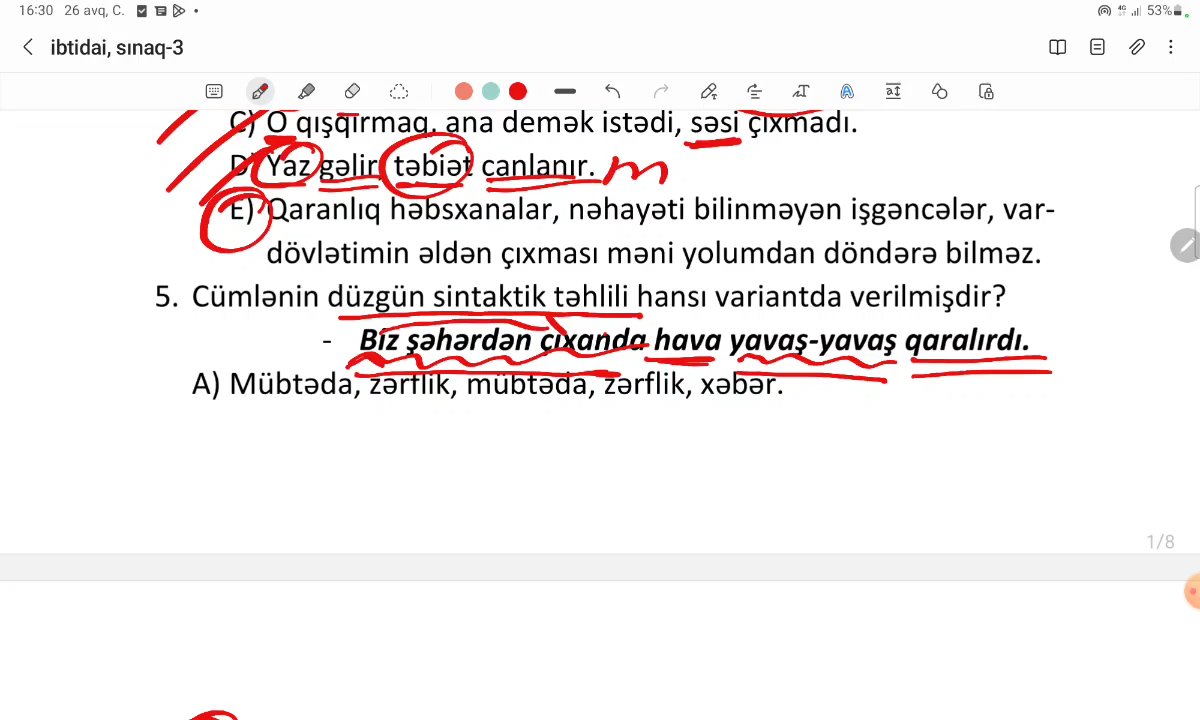 16:30 26 avq, C. 4G 53%
ibtidai, sınaq-3
C) O qışqırmaq, ana demək istədi, səsi çıxmadı.
D) Yaz gəlir, təbiət canlanır. m
E) Qaranlıq həbsxanalar, nəhayəti bilinməyən işgəncələr, var-
dövlətimin əldən çıxması məni yolumdan döndərə bilməz.
5. Cümlənin düzgün sintaktik təhlili hansı variantda verilmişdir?
- Biz şəhərdən çıxanda hava yavaş-yavaş qaralırdı.
A) Mübtəda, zərflik, mübtəda, zərflik, xəbər.
1/8